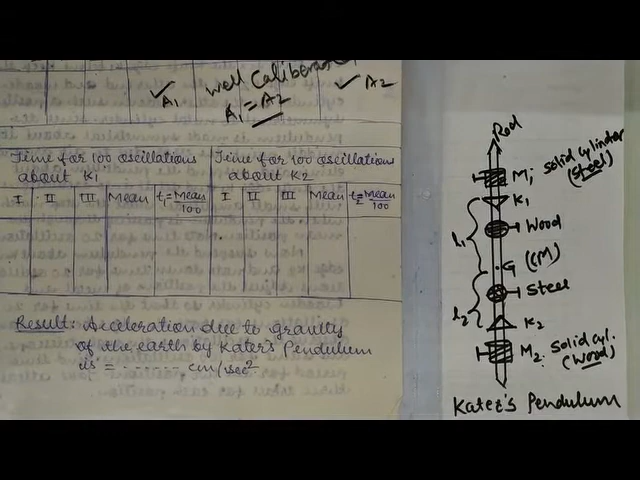 well Caliberated
A1 A2
A1 = A2
Time for 100 oscillations about K1
Time for 100 oscillations about K2
I II III Mean t1 = Mean/100 I II III Mean t2 = Mean/100
Result: Acceleration due to gravity
of the earth by Kater's Pendulum
is = ...... cm/sec²
Rod
M1 solid cylinder
(Steel)
K1
l1 Wood
G (M)
Steel
l2 K2
M2. Solid cyl.
(Wood)
Kater's Pendulum